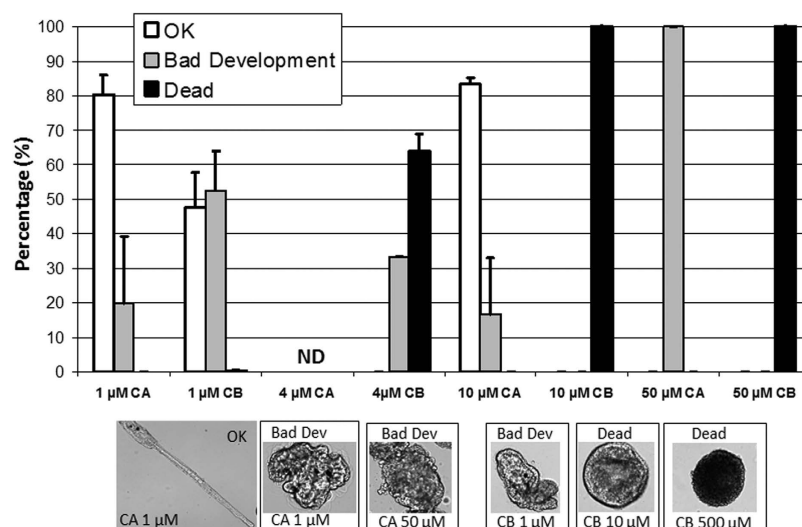 Percentage (%)
100
90
80
70
60
50
40
30
20
10
0
OK
Bad Development
Dead
ND
1 µM CA
1 µM CB
4 µM CA
4µM CB
10 µM CA
10 µM CB
50 µM CA
50 µM CB
OK
CA 1 µM
Bad Dev
CA 1 µM
Bad Dev
CA 50 µM
Bad Dev
CB 1 µM
Dead
CB 10 µM
Dead
CB 500 µM